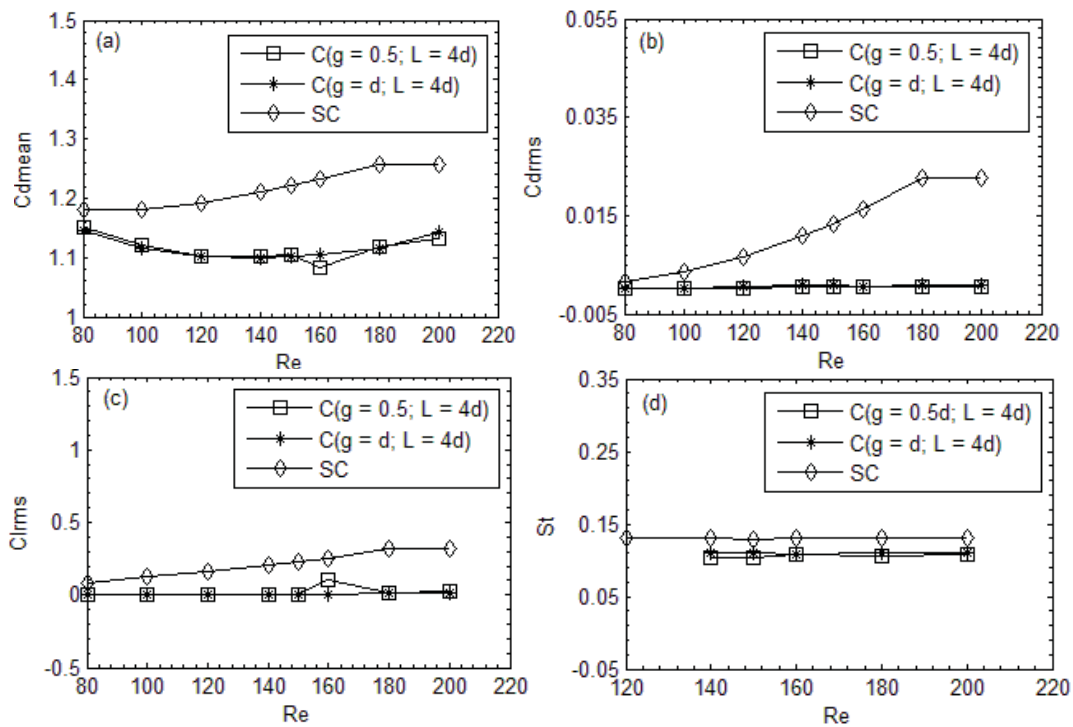 (a)
C(g = 0.5; L = 4d)
C(g = d; L = 4d)
SC
1.5
1.4
1.3
1.2
1.1
1
Cdmean
80 100 120 140 160 180 200 220
Re
(b)
C(g = 0.5; L = 4d)
C(g = d; L = 4d)
SC
0.055
0.035
0.015
-0.005
Cdrms
80 100 120 140 160 180 200 220
Re
(c)
C(g = 0.5; L = 4d)
C(g = d; L = 4d)
SC
1.5
1
0.5
0
-0.5
Clrms
80 100 120 140 160 180 200 220
Re
(d)
C(g = 0.5d; L = 4d)
C(g = d; L = 4d)
SC
0.35
0.25
0.15
0.05
-0.05
St
120 140 160 180 200 220
Re